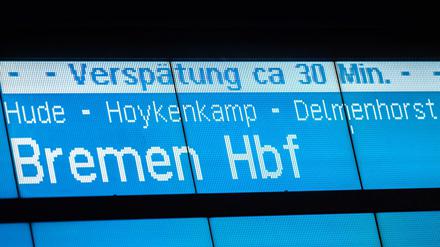 - - Verspätung ca 30 Min. - -
Hude - Hoykenkamp - Delmenhorst
Bremen Hbf